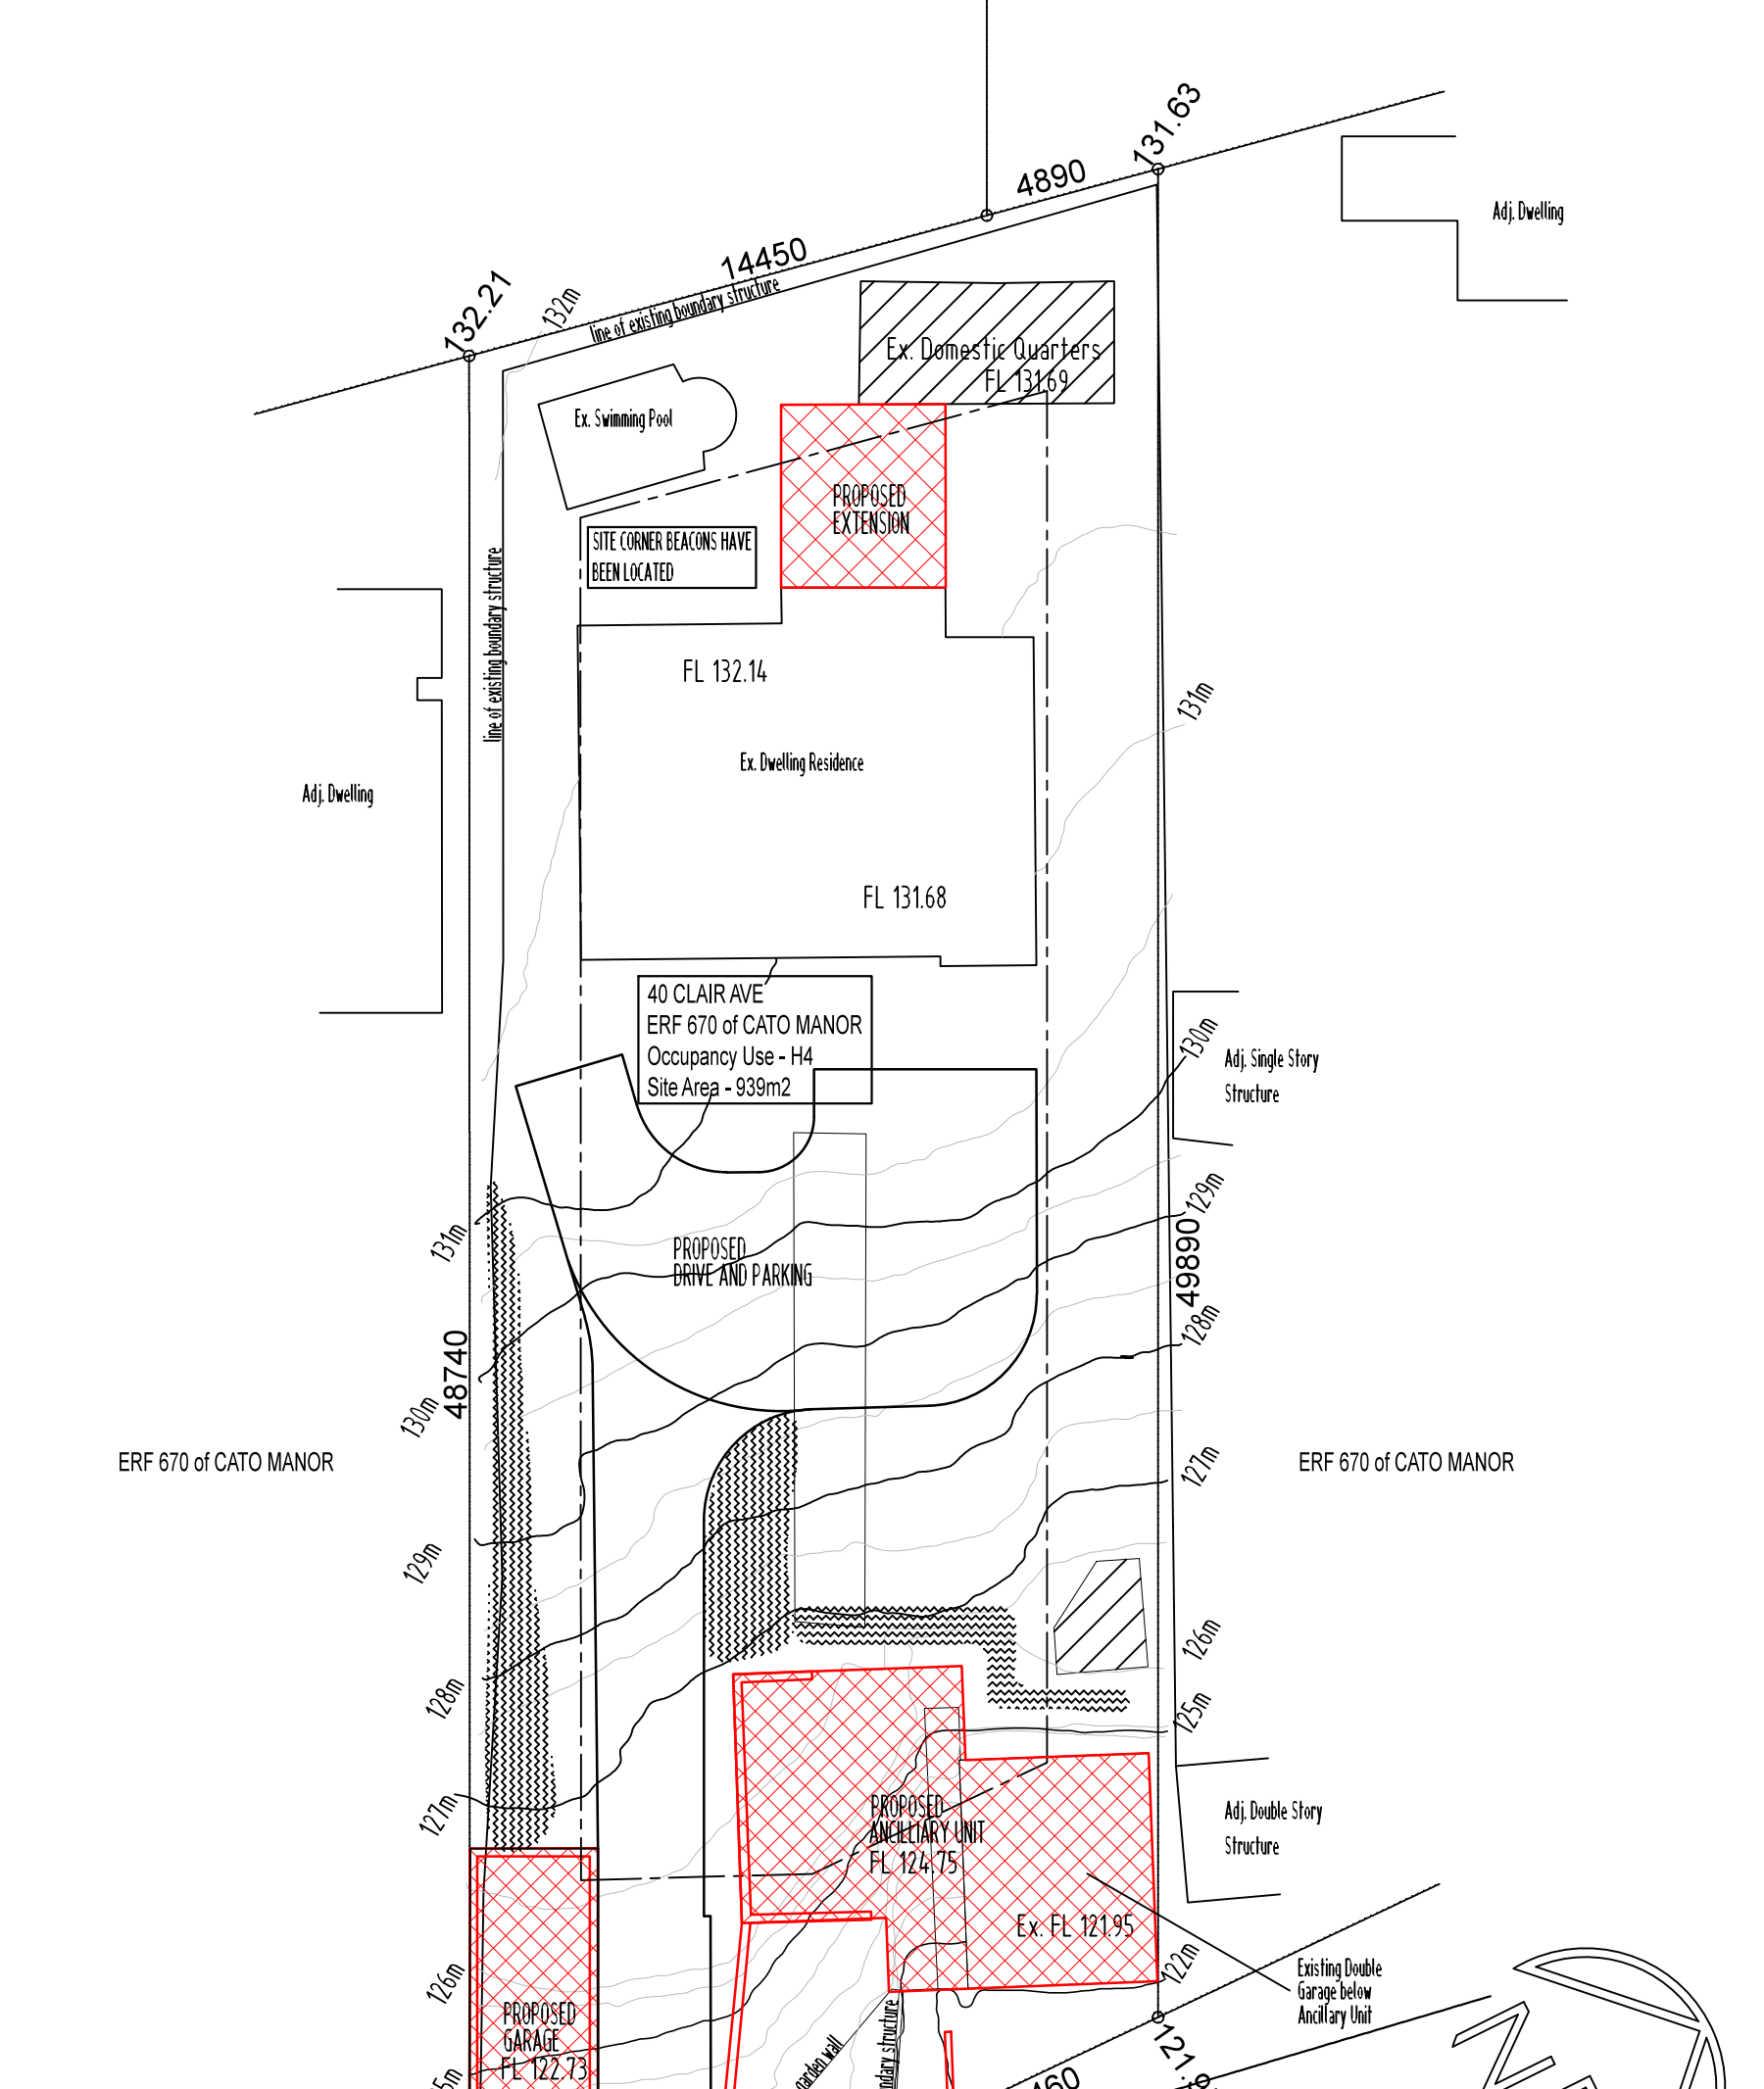 131.63
4890
14450
132.21
132m
line of existing boundary structure
Adj. Dwelling
Ex. Domestic Quarters
FL 131.69
Ex. Swimming Pool
PROPOSED
EXTENSION
SITE CORNER BEACONS HAVE
BEEN LOCATED
line of existing boundary structure
FL 132.14
131m
Ex. Dwelling Residence
Adj. Dwelling
FL 131.68
40 CLAIR AVE
ERF 670 of CATO MANOR
Occupancy Use - H4
Site Area - 939m2
130m
Adj. Single Story
Structure
129m
131m
PROPOSED
DRIVE AND PARKING
49890
128m
48740
130m
ERF 670 of CATO MANOR
ERF 670 of CATO MANOR
127m
129m
126m
128m
125m
127m
PROPOSED
ANCILLIARY UNIT
FL 124.75
Adj. Double Story
Structure
Ex. FL 121.95
122m
Existing Double
Garage below
Ancillary Unit
126m
PROPOSED
GARAGE
FL 122.73
garden wall